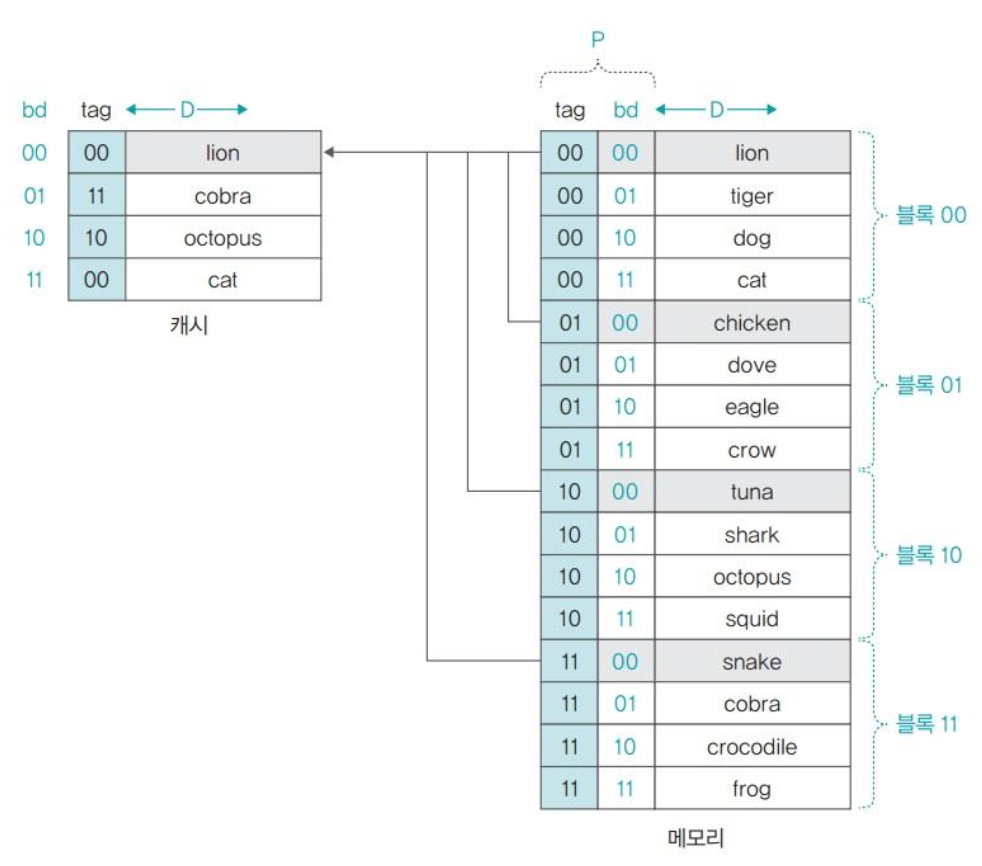 P
bd tag D
tag bd D
00 00 lion
01 11 cobra
10 10 octopus
11 00 cat
캐시
00 00 lion
00 01 tiger
00 10 dog
00 11 cat
블록 00
01 00 chicken
01 01 dove
01 10 eagle
01 11 crow
블록 01
10 00 tuna
10 01 shark
10 10 octopus
10 11 squid
블록 10
11 00 snake
11 01 cobra
11 10 crocodile
11 11 frog
블록 11
메모리